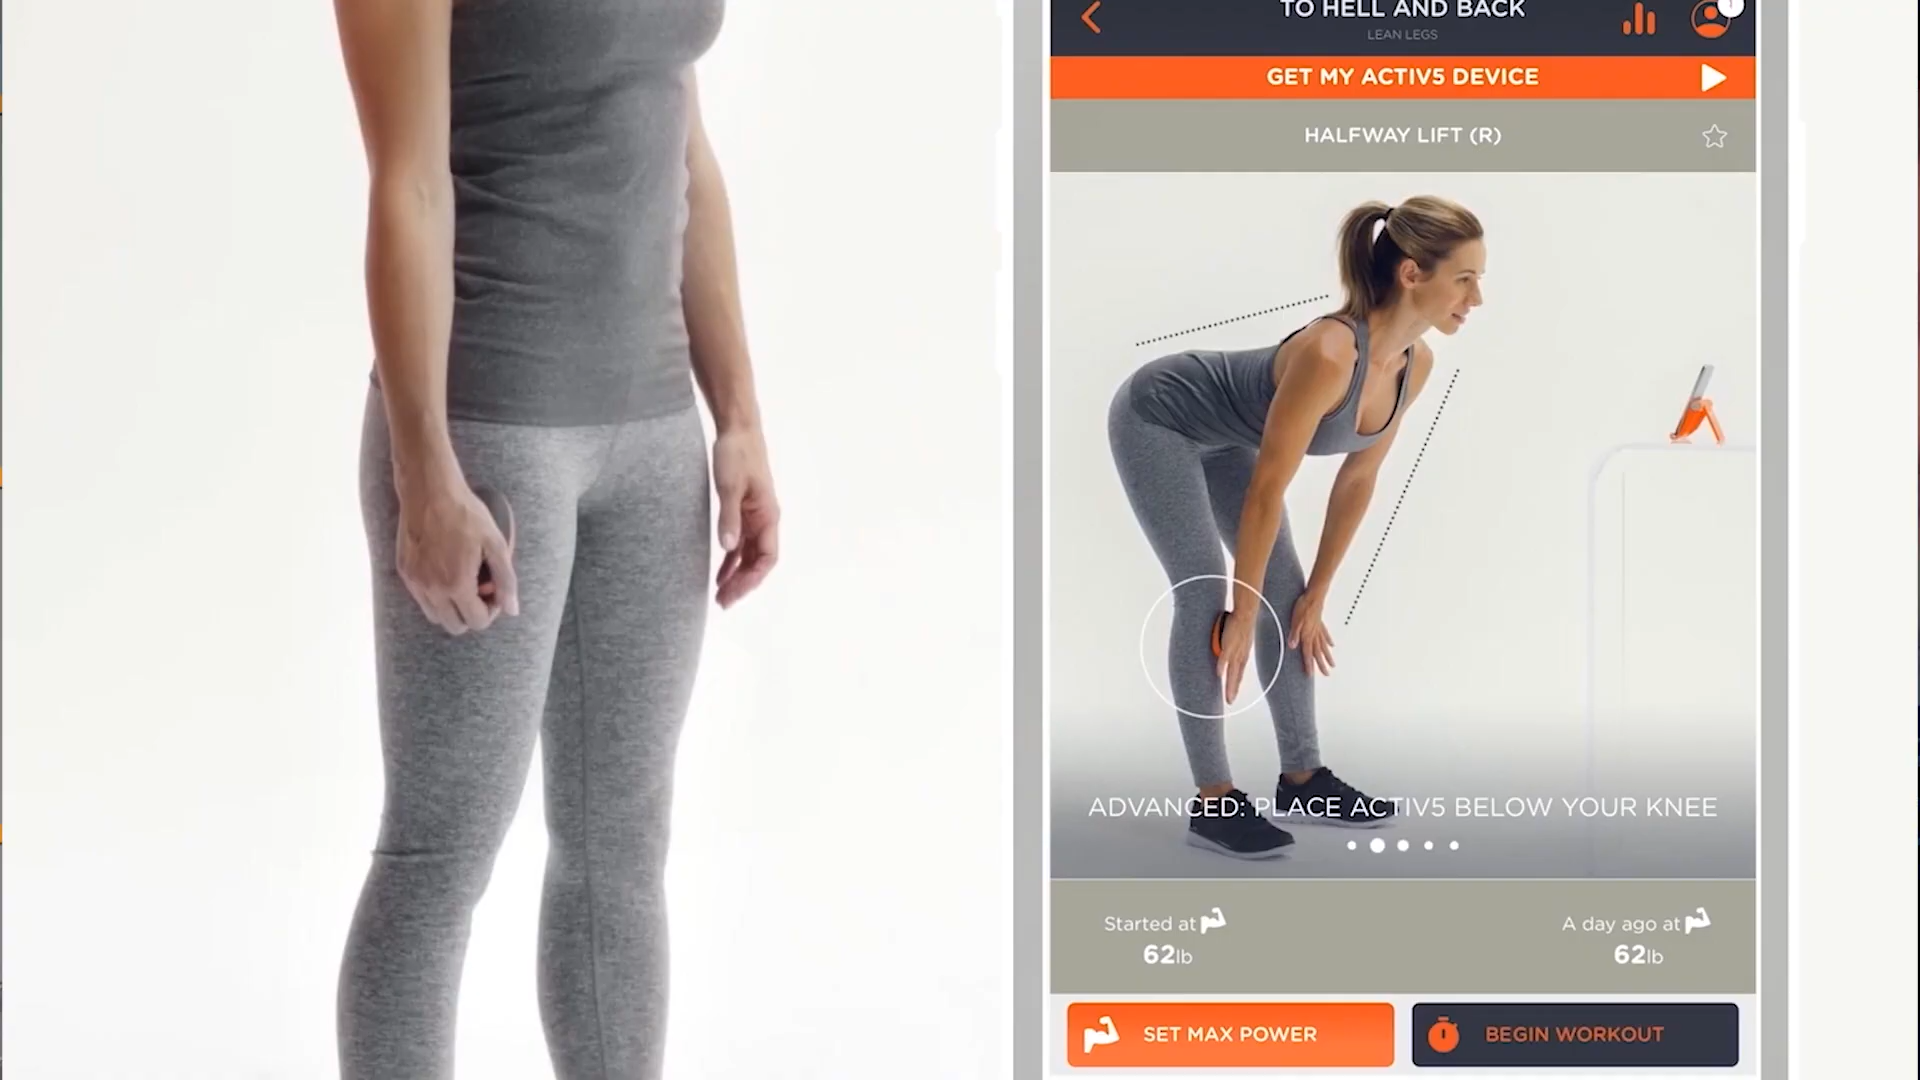 TO HELL AND BACK
LEAN LEGS
GET MY ACTIV5 DEVICE
HALFWAY LIFT (R)
ADVANCED: PLACE ACTIV5 BELOW YOUR KNEE
Started at
62lb
A day ago at
62lb
SET MAX POWER
BEGIN WORKOUT